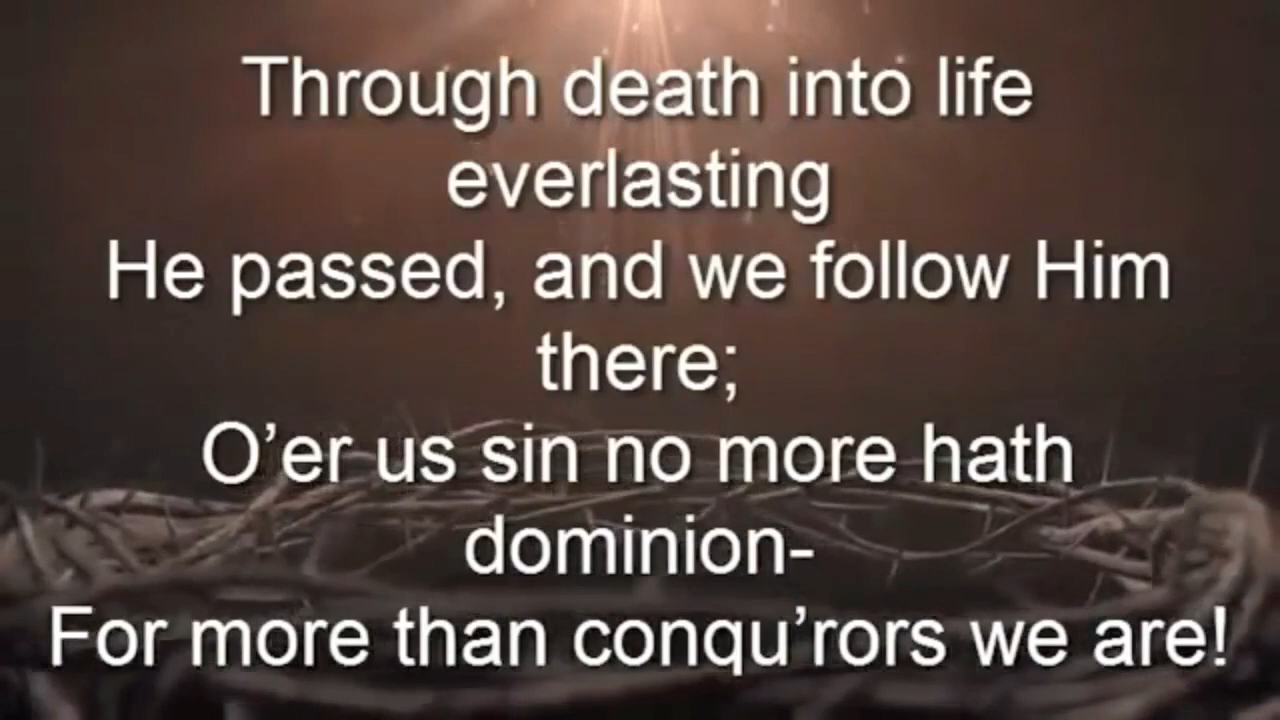 Through death into life
everlasting
He passed, and we follow Him
there;
O’er us sin no more hath
dominion-
For more than conqu’rors we are!